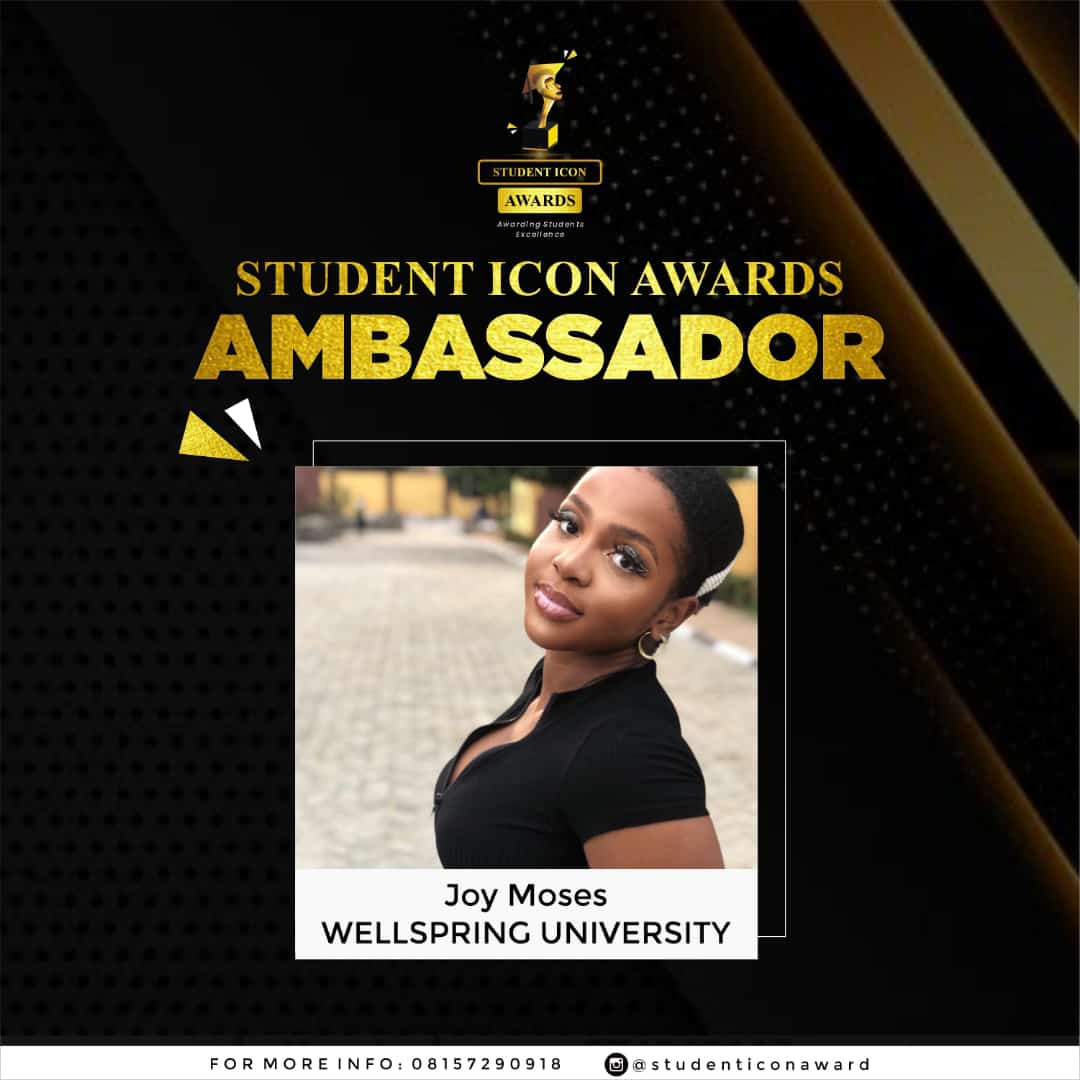 STUDENT ICON
AWARDS
Awarding Students
Excellence
STUDENT ICON AWARDS
AMBASSADOR
Joy Moses
WELLSPRING UNIVERSITY
FOR MORE INFO: 08157290918 @studenticonaward